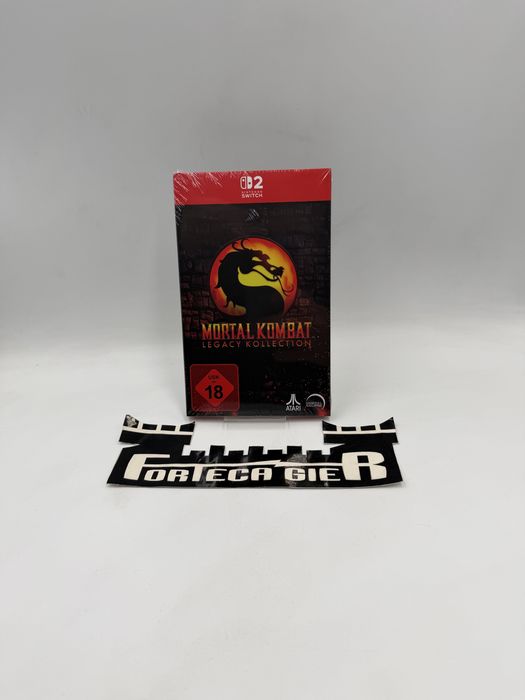 2
NINTENDO
SWITCH
MORTAL KOMBAT
LEGACY KOLLECTION
USK
18
ATARI
FORTECA GIER